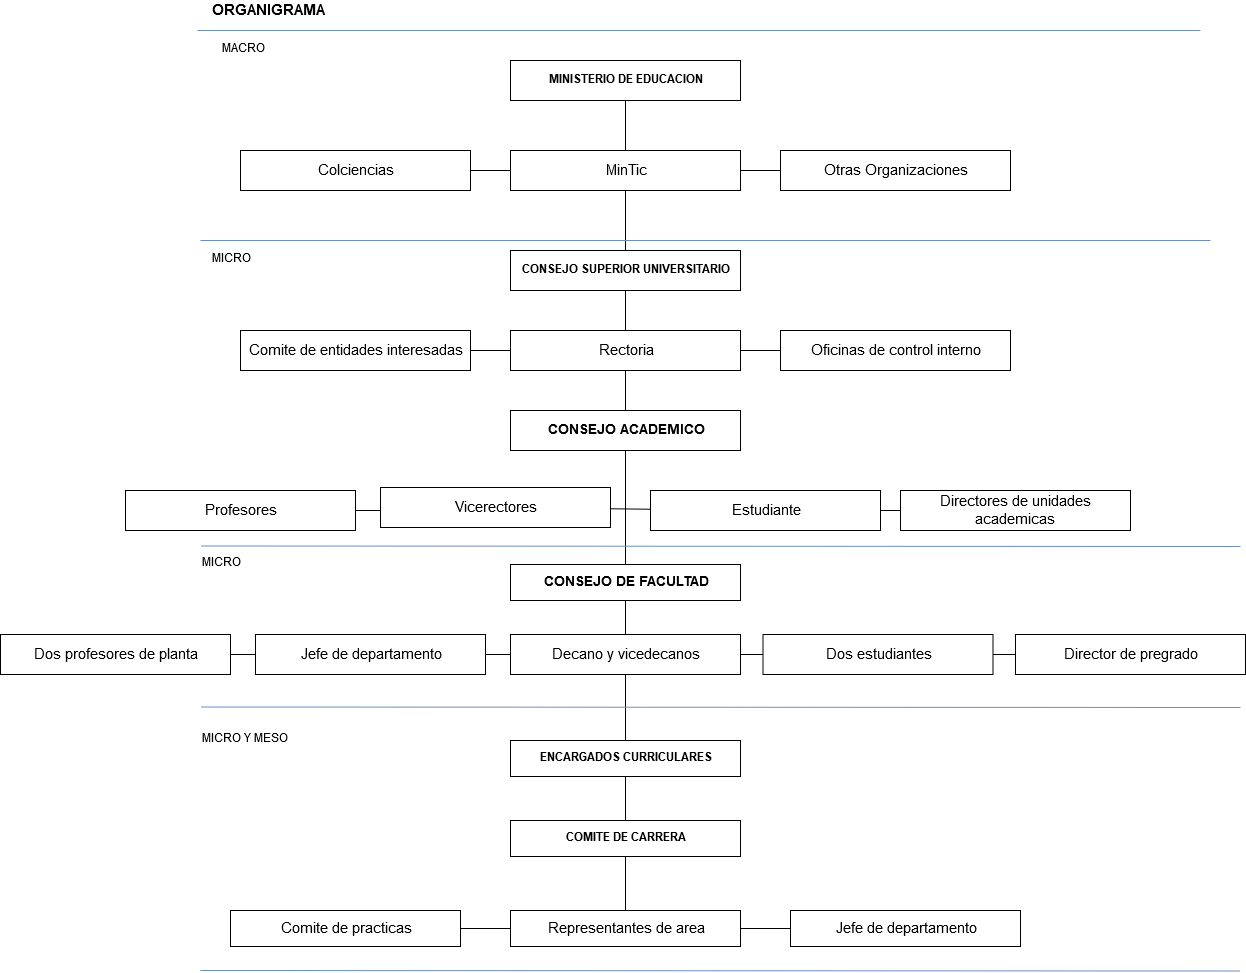 ORGANIGRAMA
MACRO
MINISTERIO DE EDUCACION
Colciencias
MinTic
Otras Organizaciones
MICRO
CONSEJO SUPERIOR UNIVERSITARIO
Comite de entidades interesadas
Rectoria
Oficinas de control interno
CONSEJO ACADEMICO
Profesores
Vicerectores
Estudiante
Directores de unidades
academicas
MICRO
CONSEJO DE FACULTAD
Dos profesores de planta
Jefe de departamento
Decano y vicedecanos
Dos estudiantes
Director de pregrado
MICRO Y MESO
ENCARGADOS CURRICULARES
COMITE DE CARRERA
Comite de practicas
Representantes de area
Jefe de departamento